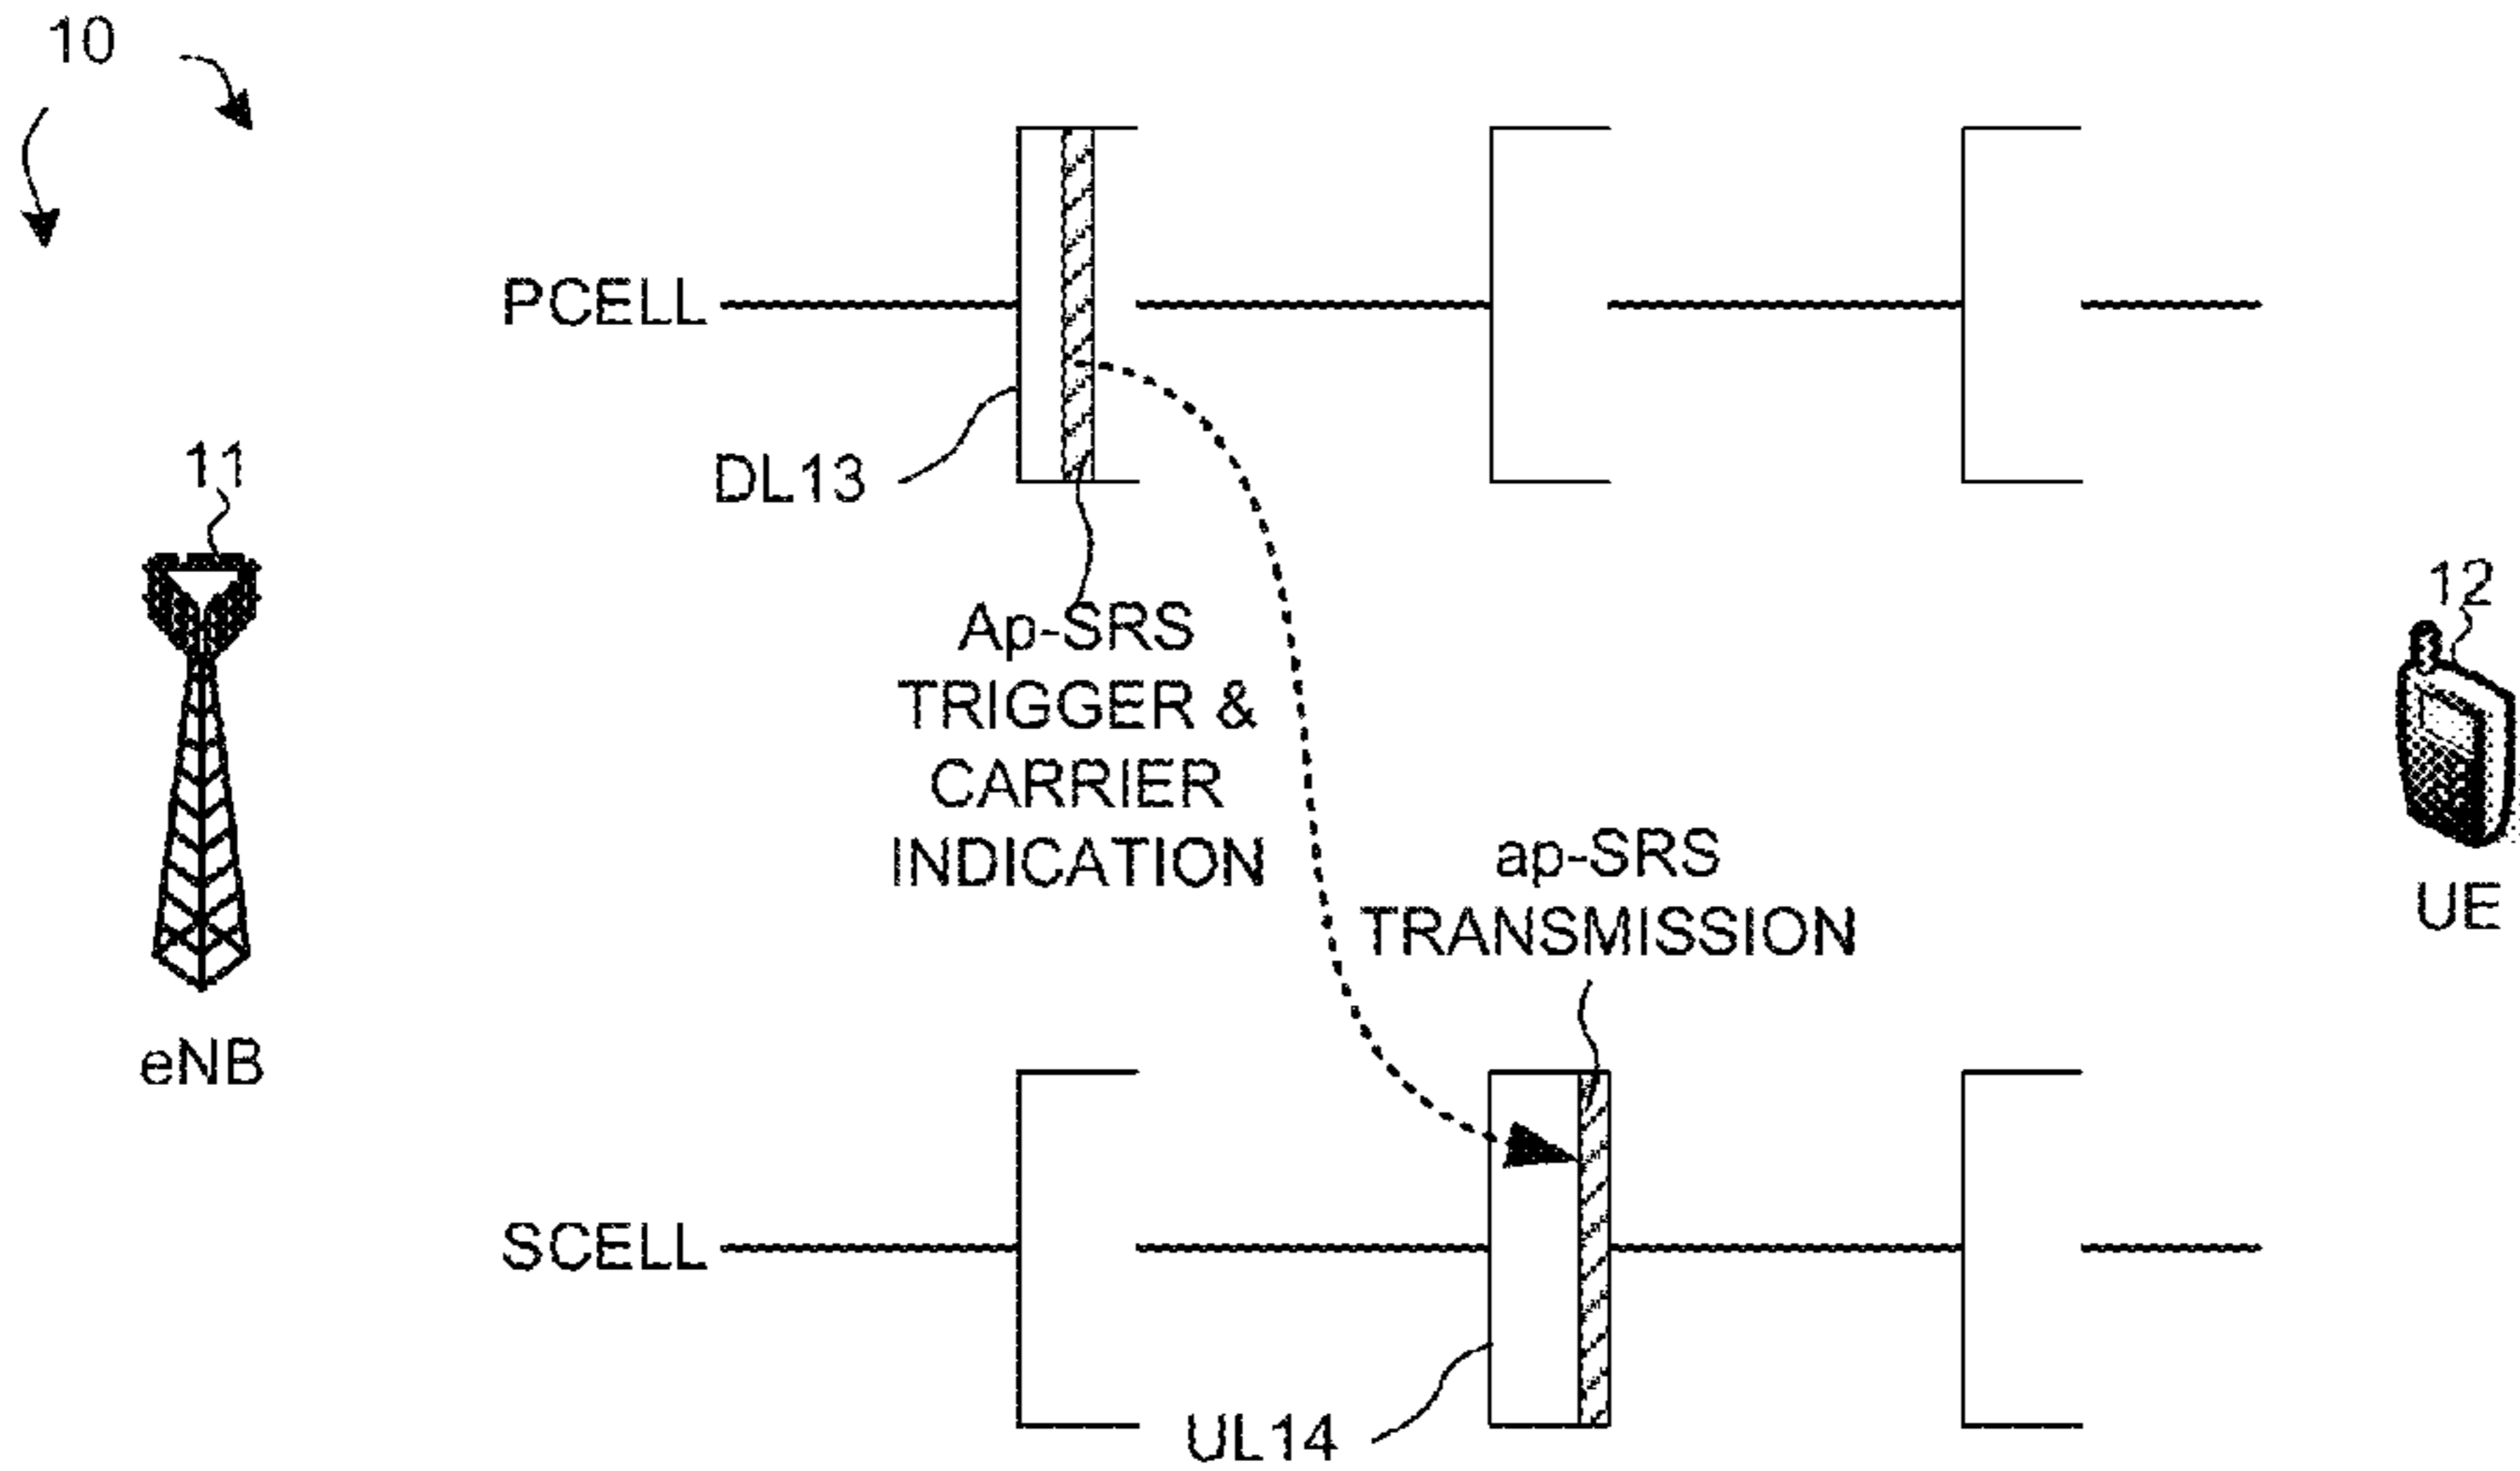 10
PCELL
DL13
11
Ap-SRS
TRIGGER &
CARRIER
INDICATION
12
ap-SRS
TRANSMISSION
UE
eNB
SCELL
UL14